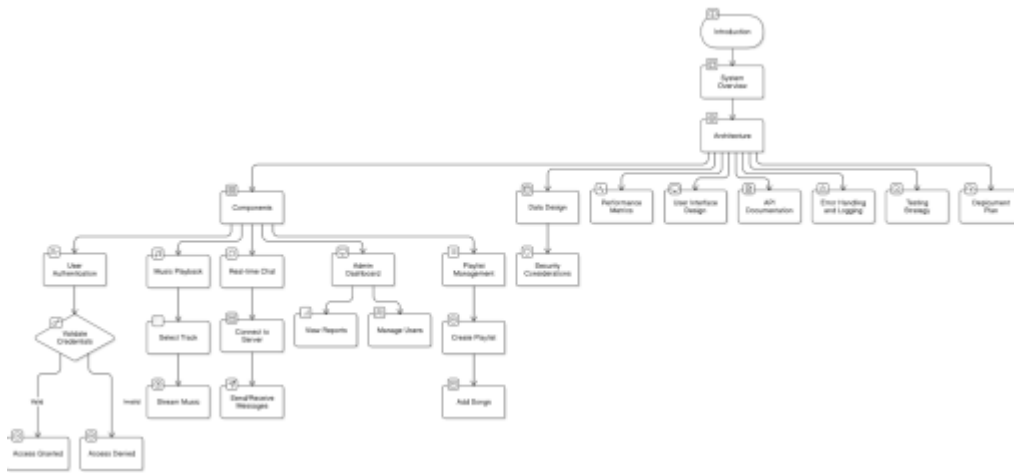 Introduction
System
Overview
Architecture
Components
Data Design
Performance
Metrics
User Interface
Design
API
Documentation
Error Handling
and Logging
Testing
Strategy
Deployment
Plan
User
Authentication
Music Playback
Real-time Chat
Admin
Dashboard
Playlist
Management
Security
Considerations
Validate
Credentials
Select Track
Connect to
Server
View Reports
Manage Users
Create Playlist
Valid
Invalid
Stream Music
Send/Receive
Messages
Add Songs
Access Granted
Access Denied